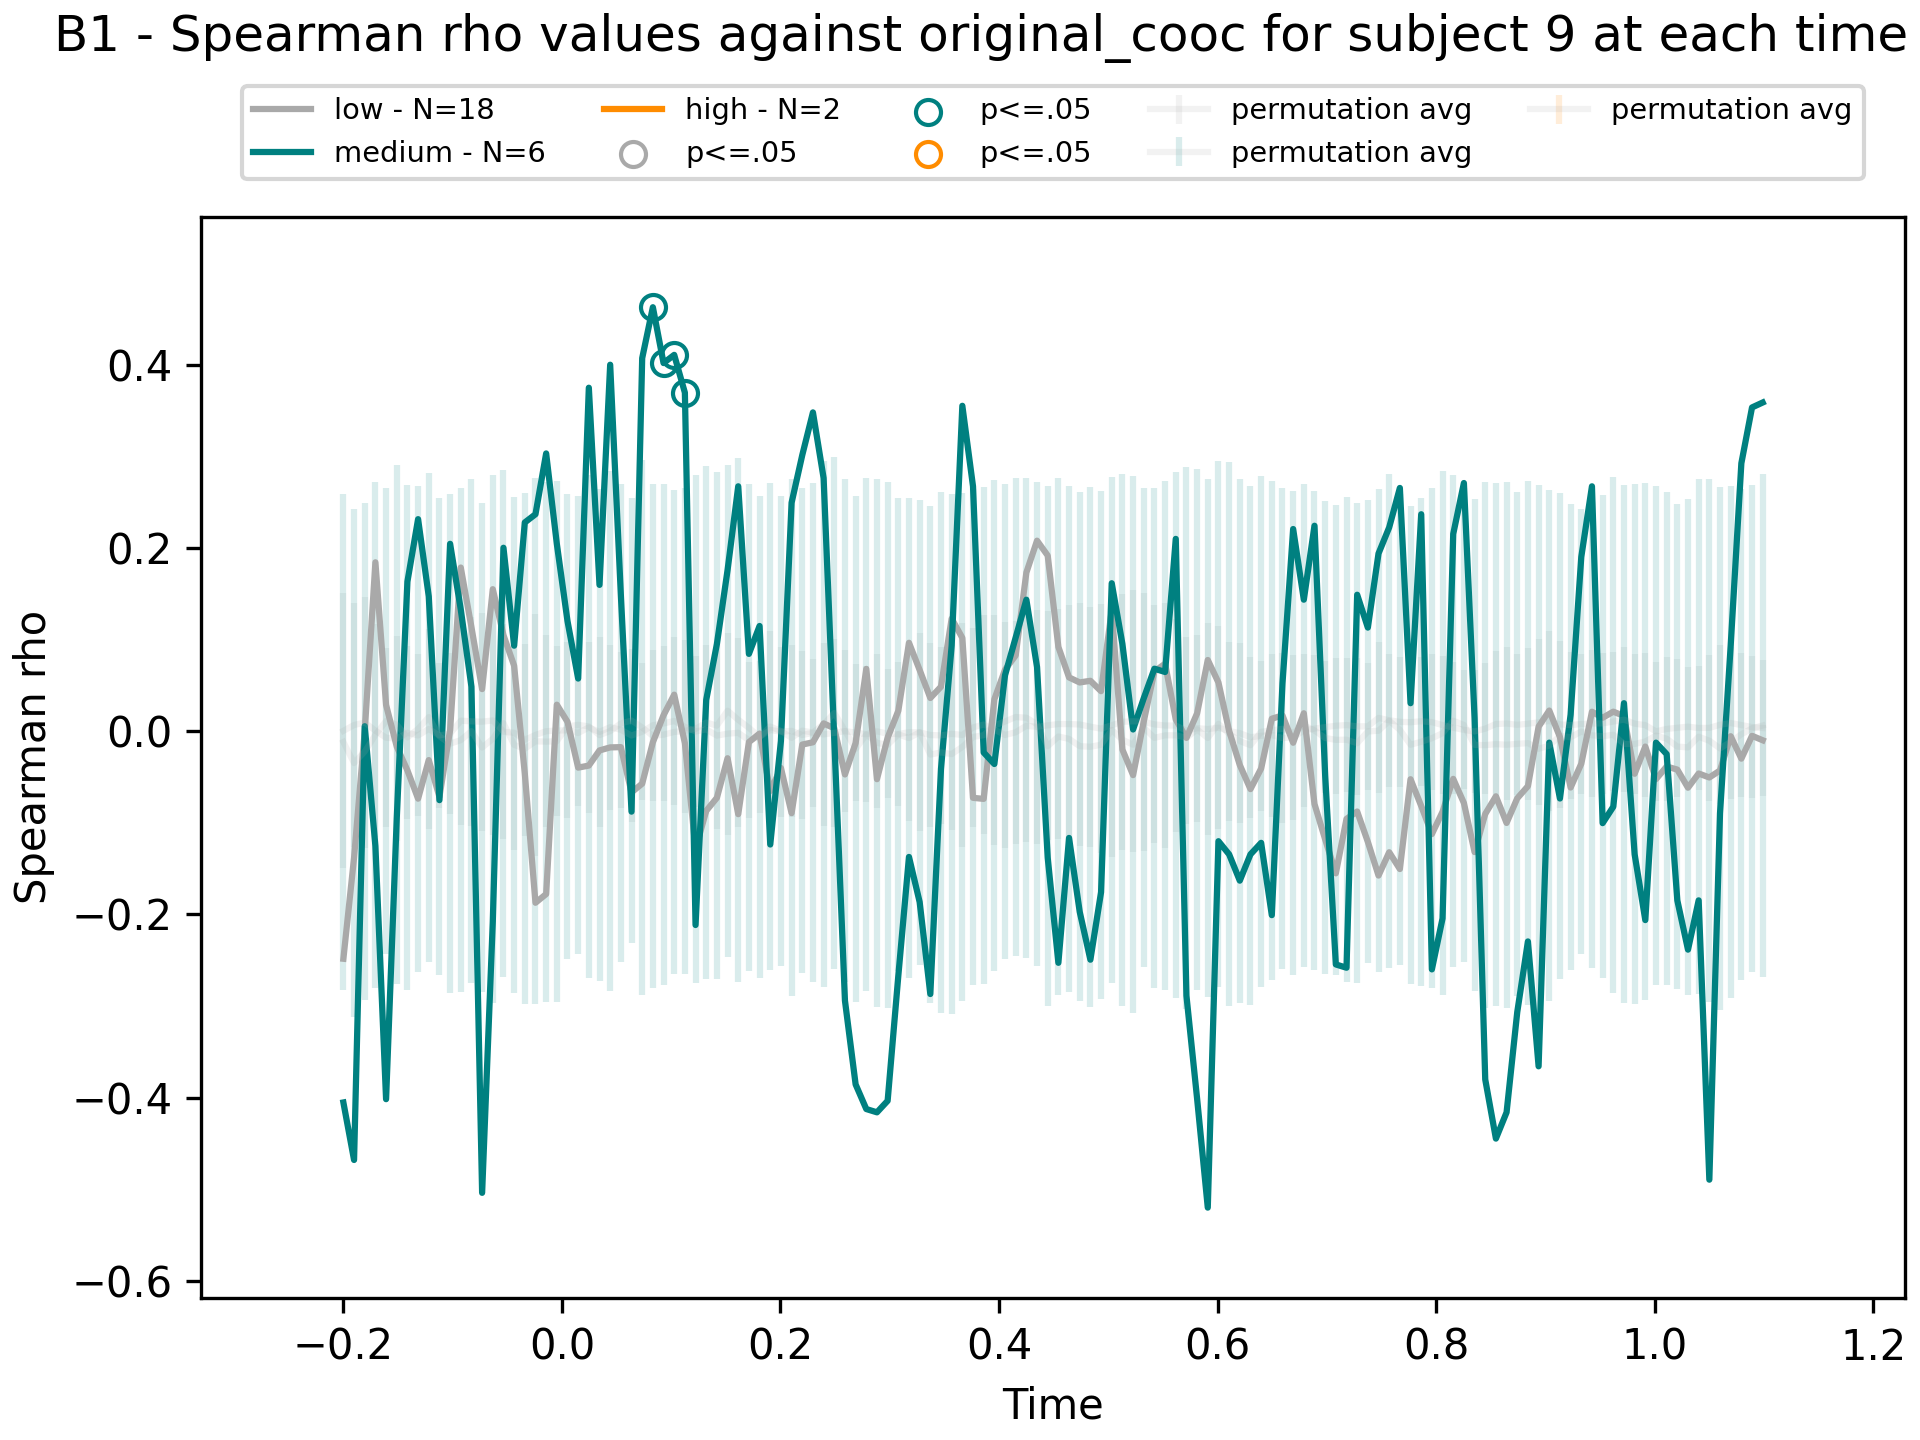 B1 - Spearman rho values against original_cooc for subject 9 at each time
low - N=18
medium - N=6
high - N=2
p<=.05
p<=.05
p<=.05
permutation avg
permutation avg
permutation avg
Spearman rho
0.4
0.2
0.0
−0.2
−0.4
−0.6
−0.2
0.0
0.2
0.4
0.6
0.8
1.0
1.2
Time